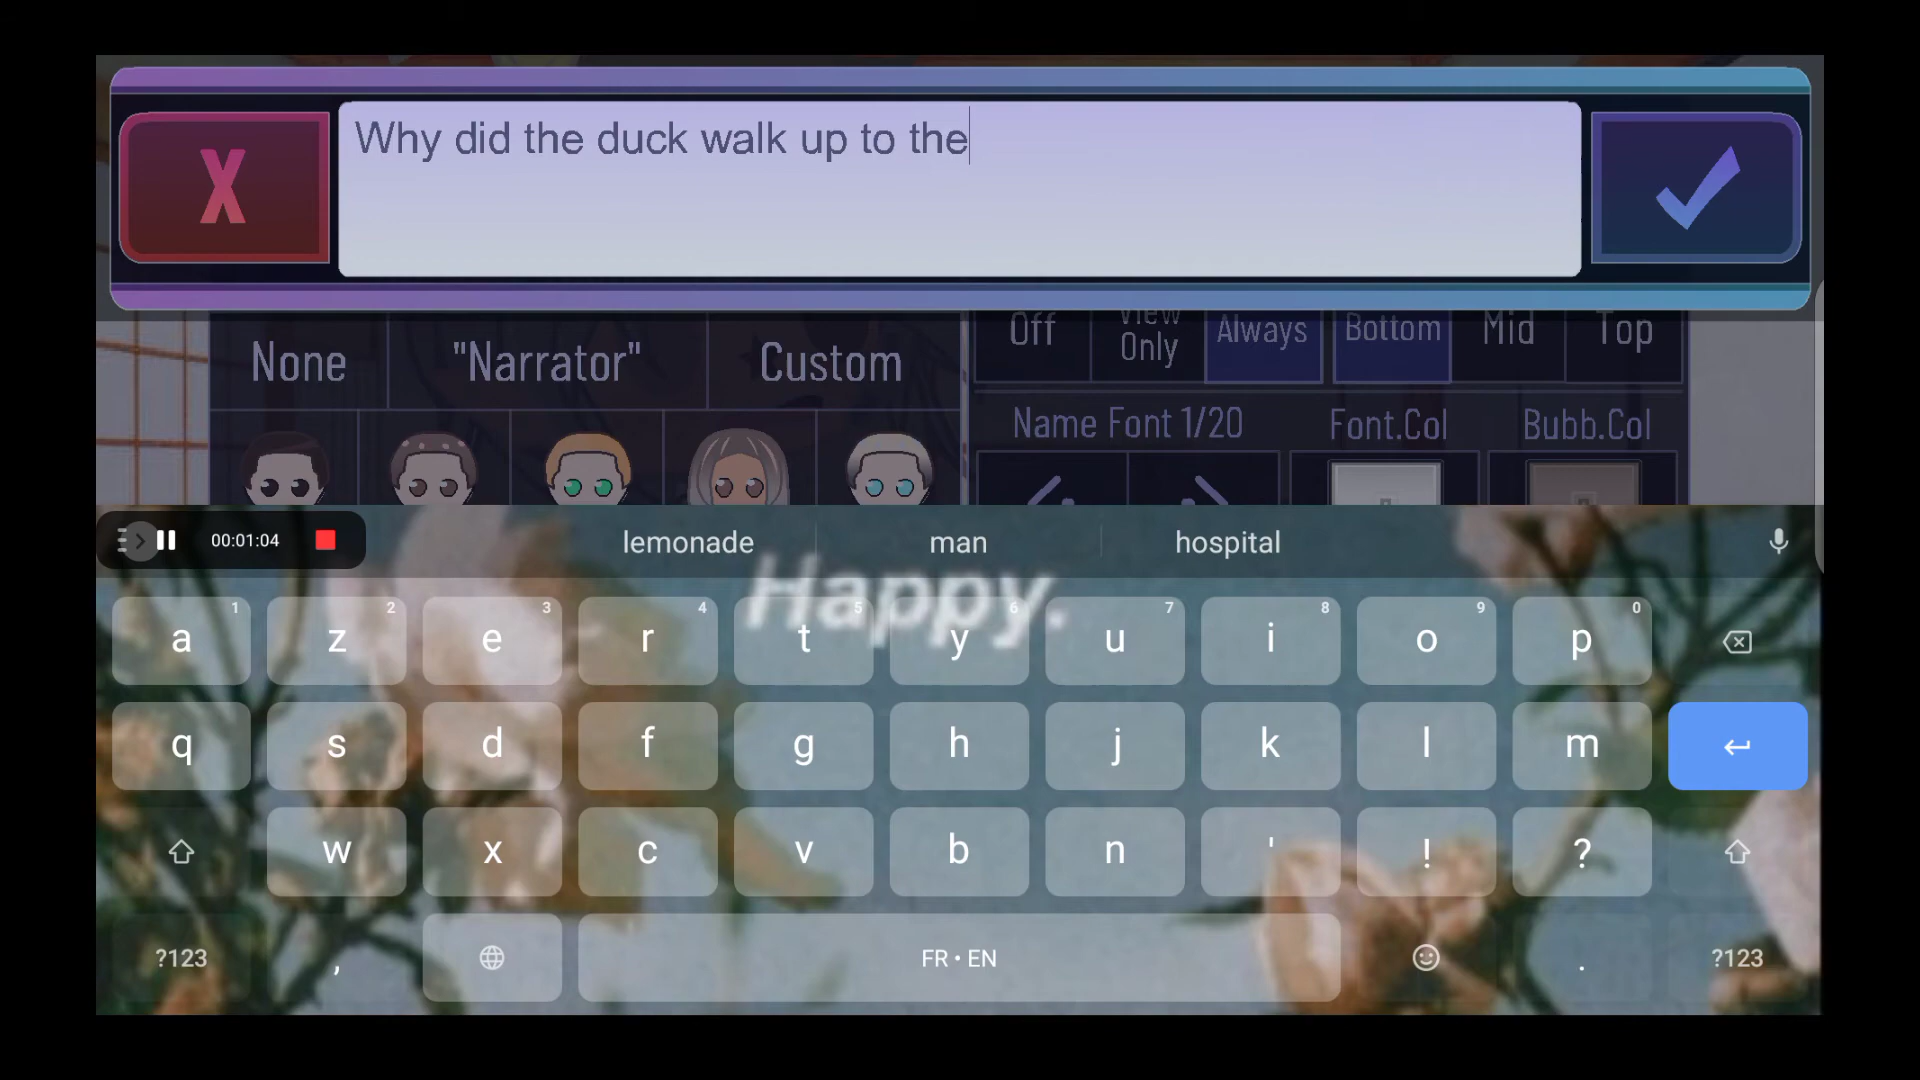 X
Why did the duck walk up to the
None
"Narrator"
Custom
Off
View Only
Always
Bottom
Mid
Top
Name Font 1/20
Font.Col
Bubb.Col
00:01:04
lemonade
man
hospital
Happy.
a 1 z 2 e 3 r 4 t 5 y 6 u 7 i 8 o 9 p 0
q s d f g h j k l m
w x c v b n ' ! ?
?123 , FR • EN . ?123